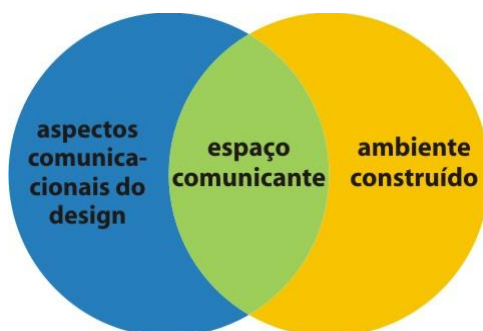 aspectos
comunica-
cionais do
design
espaço
comunicante
ambiente
construído